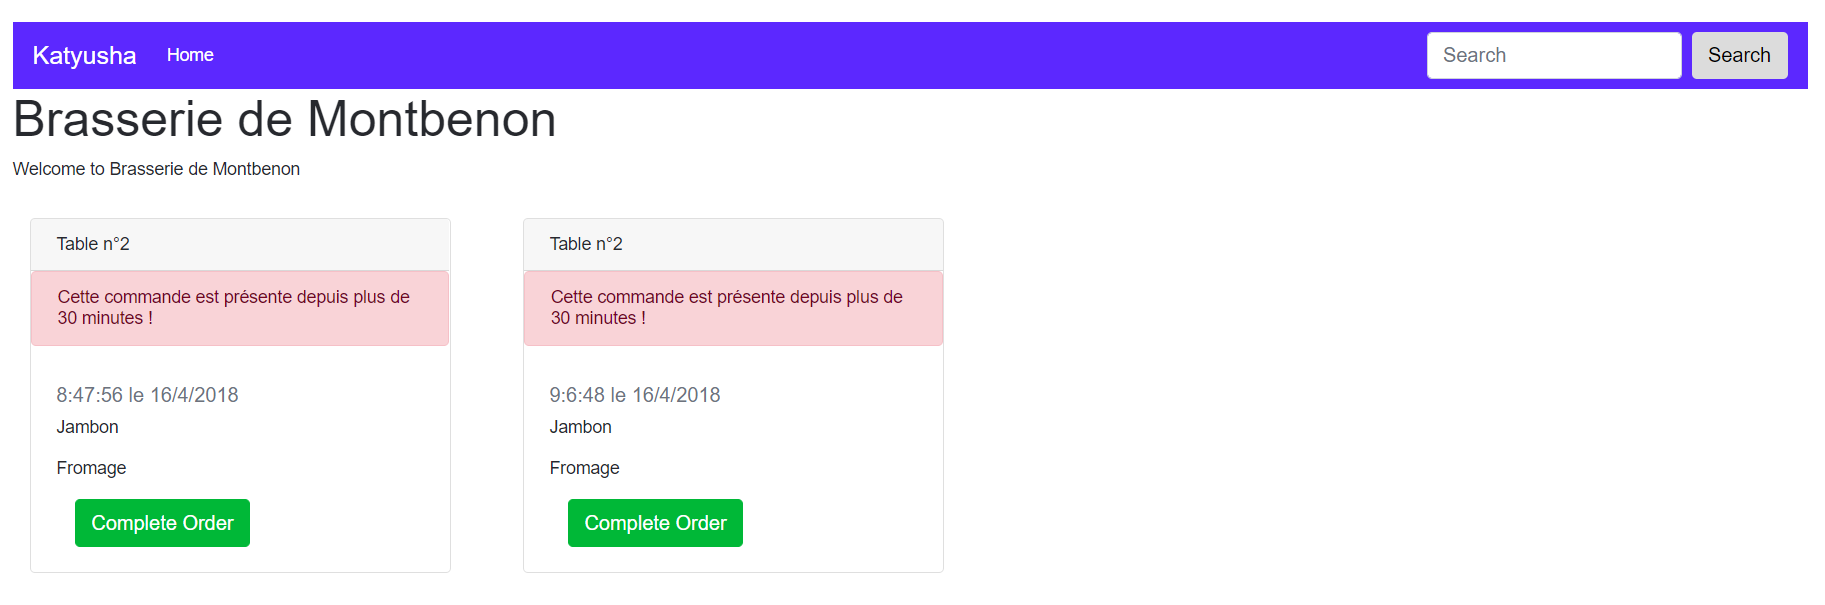 Katyusha Home Search Search
Brasserie de Montbenon
Welcome to Brasserie de Montbenon
Table n°2
Cette commande est présente depuis plus de
30 minutes !
8:47:56 le 16/4/2018
Jambon
Fromage
Complete Order
Table n°2
Cette commande est présente depuis plus de
30 minutes !
9:6:48 le 16/4/2018
Jambon
Fromage
Complete Order